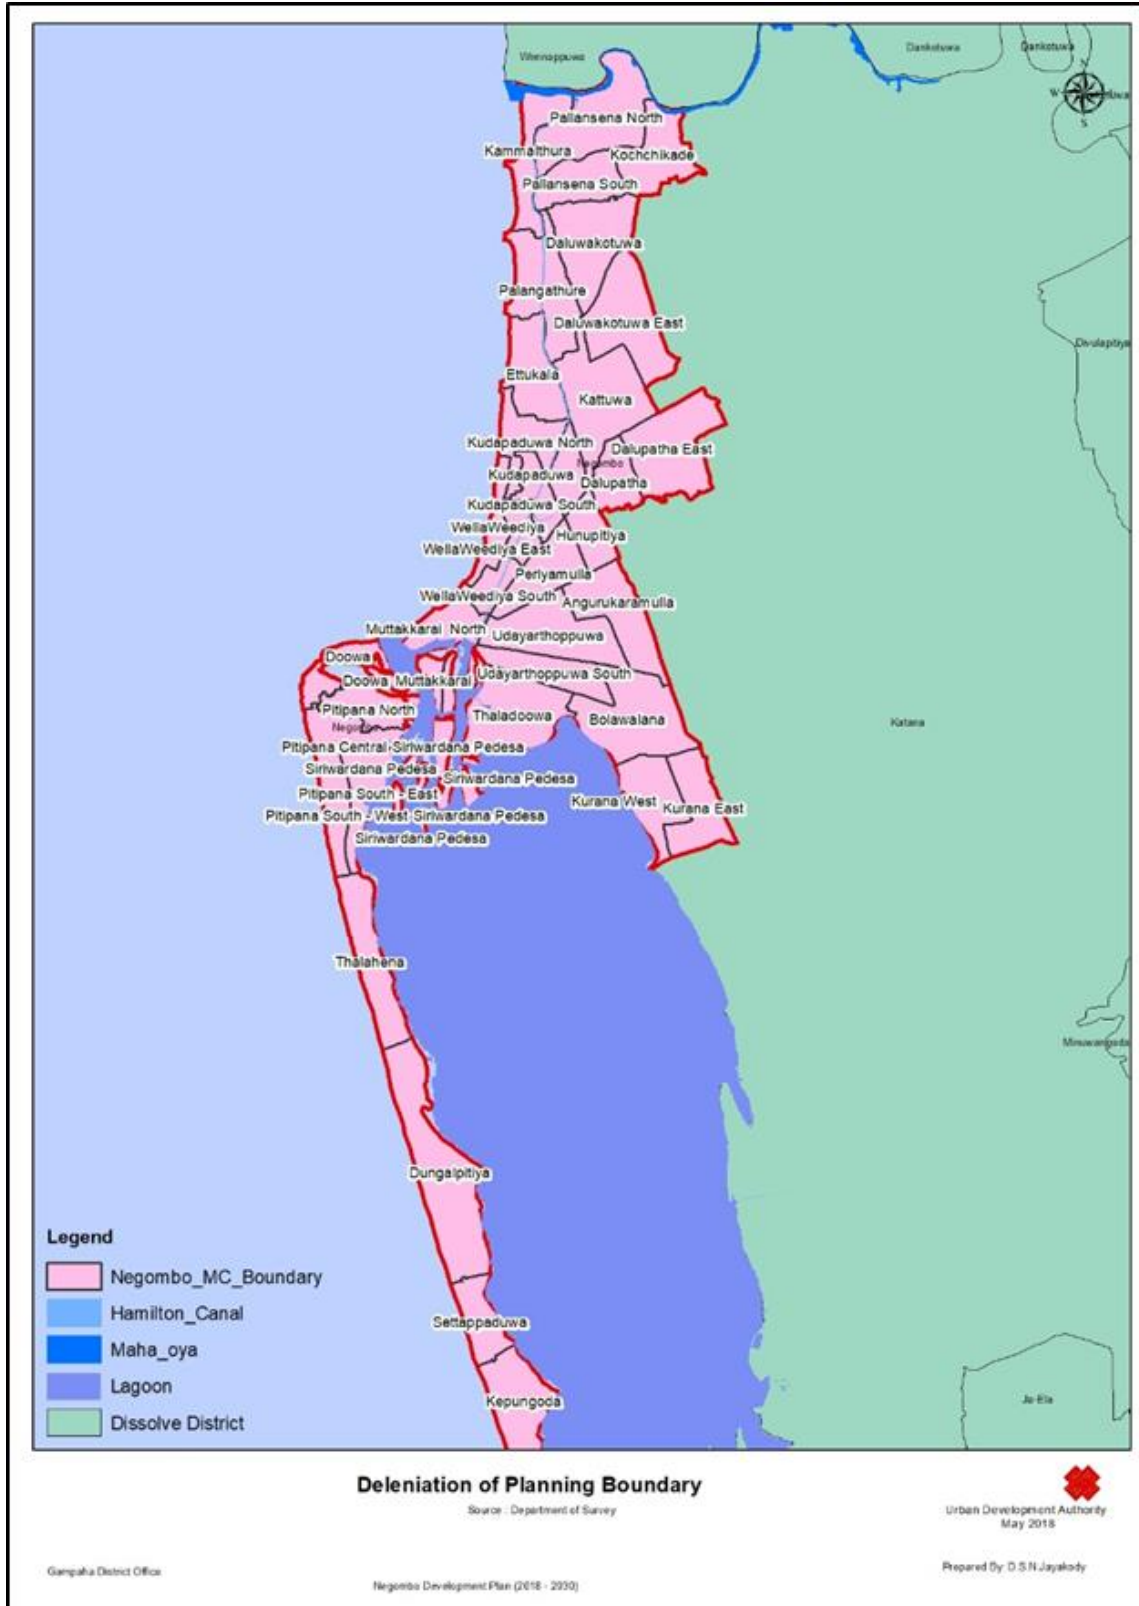 Wennappuwa
Dankotuwa
Dankotuwa
N
W
S
Pallansena North
Kammalthura
Kochchikade
Pallansena South
Daluwakotuwa
Palangathure
Daluwakotuwa East
Divulapitiya
Ettukala
Kattuwa
Kudapaduwa North
Dalupatha East
Negombo
Kudapaduwa
Dalupatha
Kudapaduwa South
WellaWeediya
Hunupitiya
WellaWeediya East
Periyamulla
WellaWeediya South
Angurukaramulla
Muttakkarai North
Udayarthoppuwa
Doowa
Doowa
Muttakkarai
Udayarthoppuwa South
Pitipana North
Thaladoowa
Bolawalana
Negombo
Katana
Pitipana Central
Siriwardana Pedesa
Siriwardana Pedesa
Siriwardana Pedesa
Pitipana South - East
Kurana West
Kurana East
Pitipana South - West
Siriwardana Pedesa
Siriwardana Pedesa
Thalahena
Minuwangoda
Dungalpitiya
Settappaduwa
Kepungoda
Ja-Ela
Legend
Negombo_MC_Boundary
Hamilton_Canal
Maha_oya
Lagoon
Dissolve District
Deleniation of Planning Boundary
Source : Department of Survey
Urban Development Authority
May 2018
Gampaha District Office
Prepared By: D.S.N.Jayakody
Negombo Development Plan (2018 - 2030)